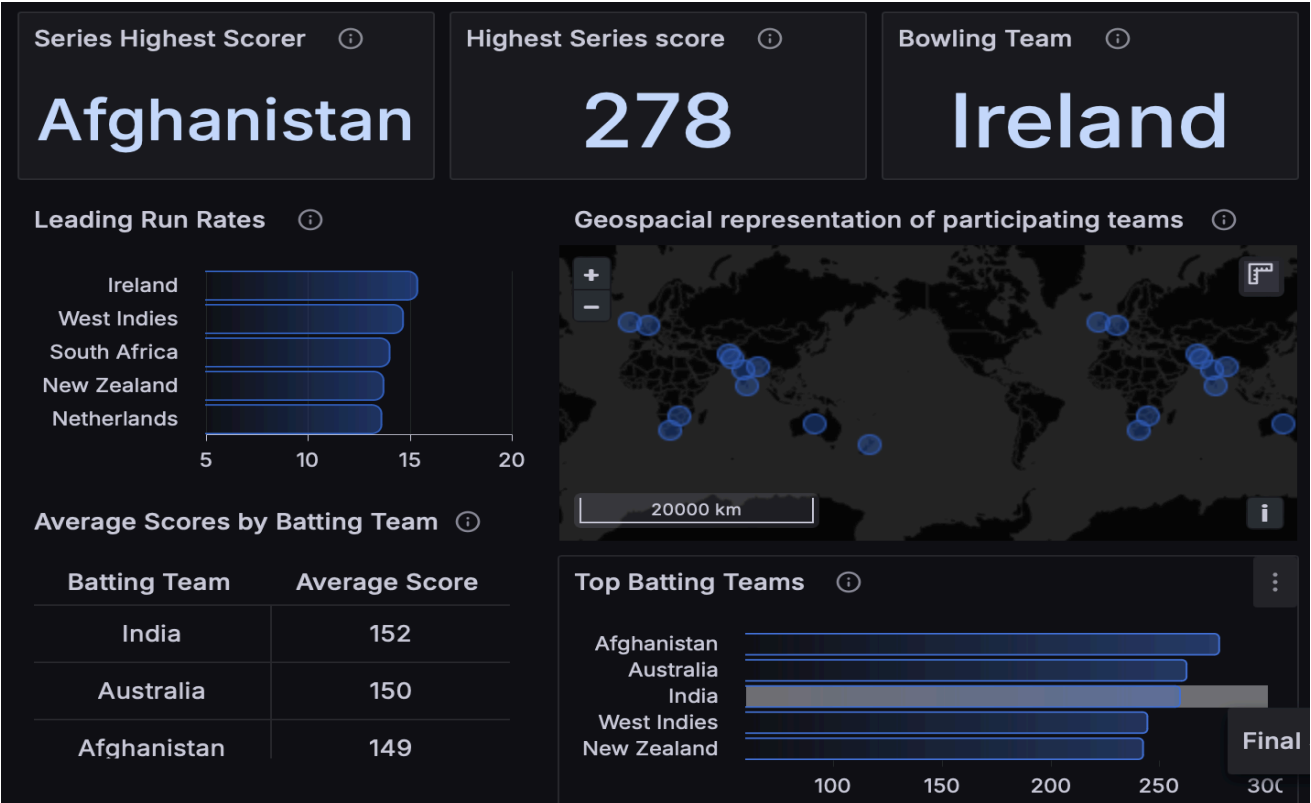 Series Highest Scorer
Afghanistan
Highest Series score
278
Bowling Team
Ireland
Leading Run Rates
Ireland
West Indies
South Africa
New Zealand
Netherlands
5 10 15 20
Geospacial representation of participating teams
+
−
20000 km
i
Average Scores by Batting Team
Batting Team Average Score
India 152
Australia 150
Afghanistan 149
Top Batting Teams
Afghanistan
Australia
India
West Indies
New Zealand
Final
100 150 200 250 300